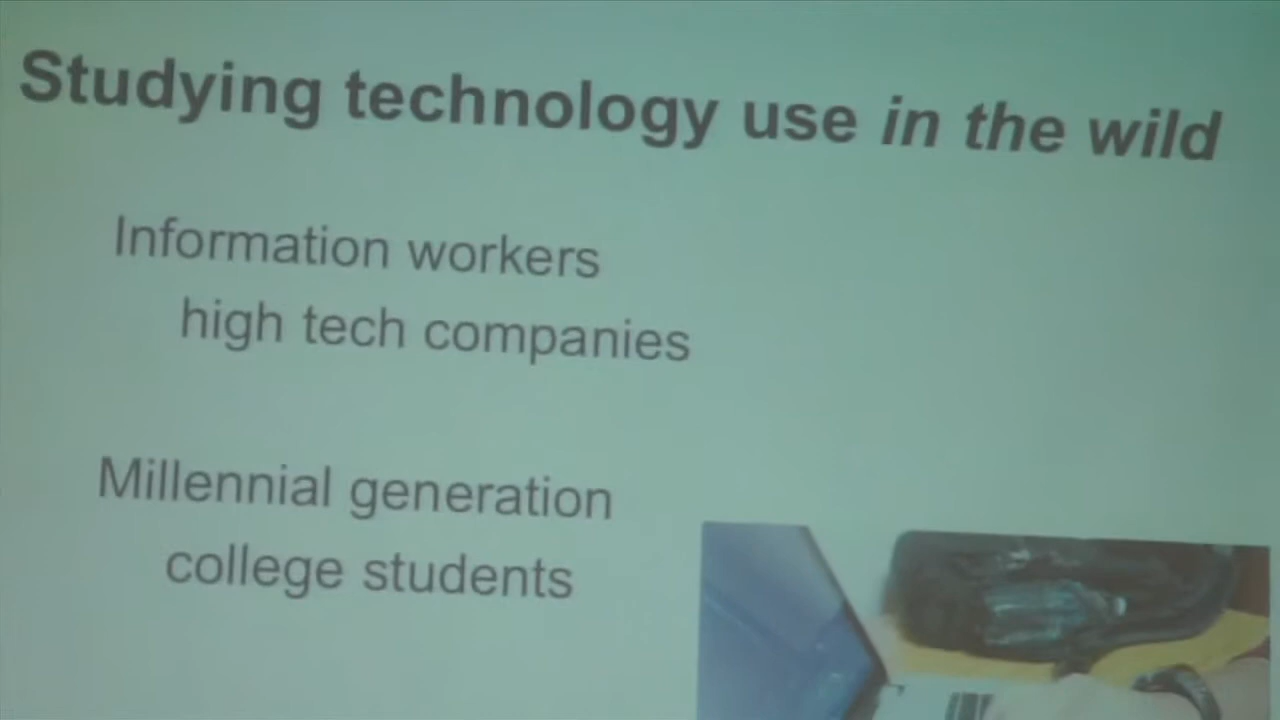 Studying technology use in the wild
Information workers
high tech companies
Millennial generation
college students